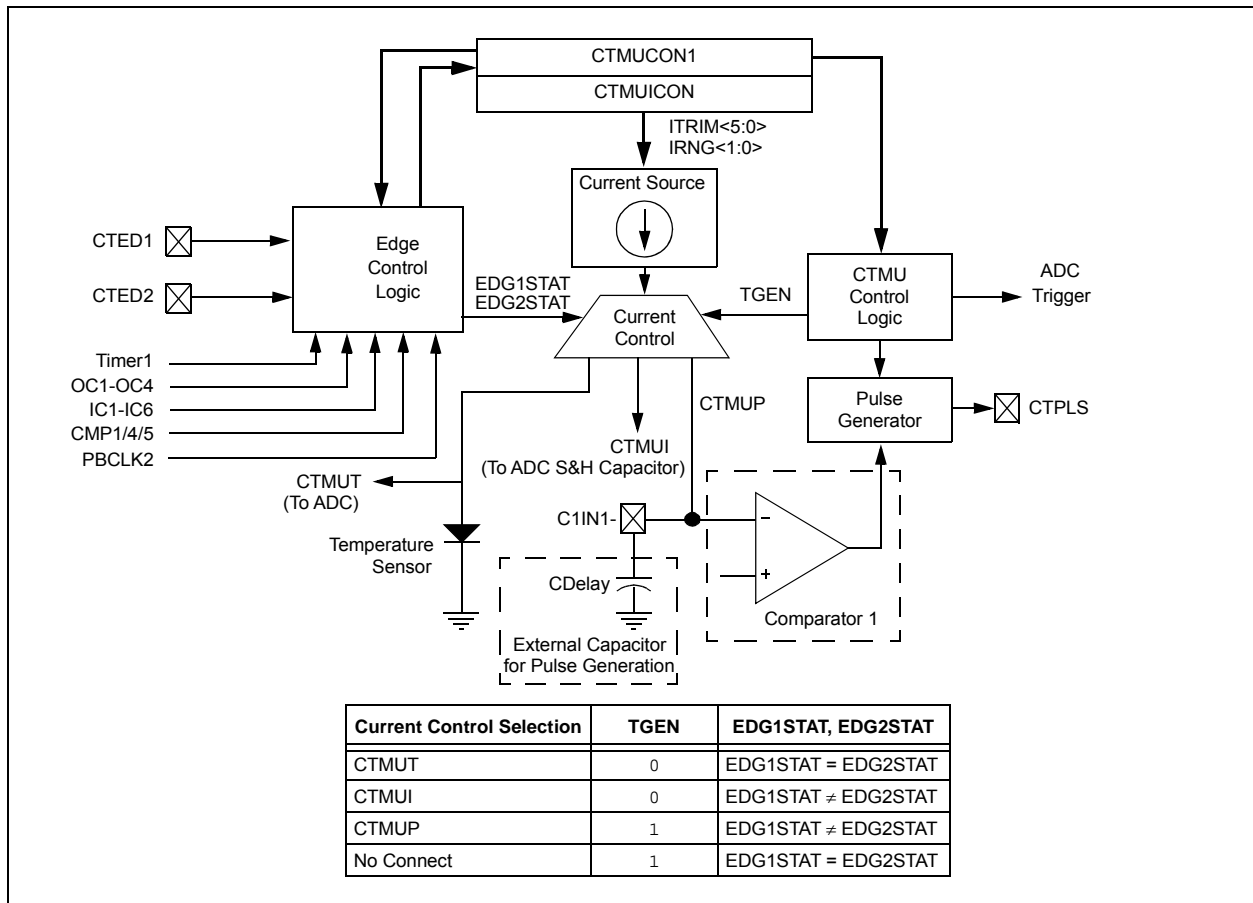 CTMUCON1
CTMUICON
ITRIM<5:0>
IRNG<1:0>
Current Source
CTED1
CTED2
Edge
Control
Logic
EDG1STAT
EDG2STAT
Current
Control
TGEN
CTMU
Control
Logic
ADC
Trigger
Timer1
OC1-OC4
IC1-IC6
CMP1/4/5
PBCLK2
CTMUP
Pulse
Generator
CTPLS
CTMUI
(To ADC S&H Capacitor)
CTMUT
(To ADC)
C1IN1-
–
+
Temperature
Sensor
CDelay
Comparator 1
External Capacitor
for Pulse Generation
Current Control Selection TGEN EDG1STAT, EDG2STAT
CTMUT 0 EDG1STAT = EDG2STAT
CTMUI 0 EDG1STAT ≠ EDG2STAT
CTMUP 1 EDG1STAT ≠ EDG2STAT
No Connect 1 EDG1STAT = EDG2STAT